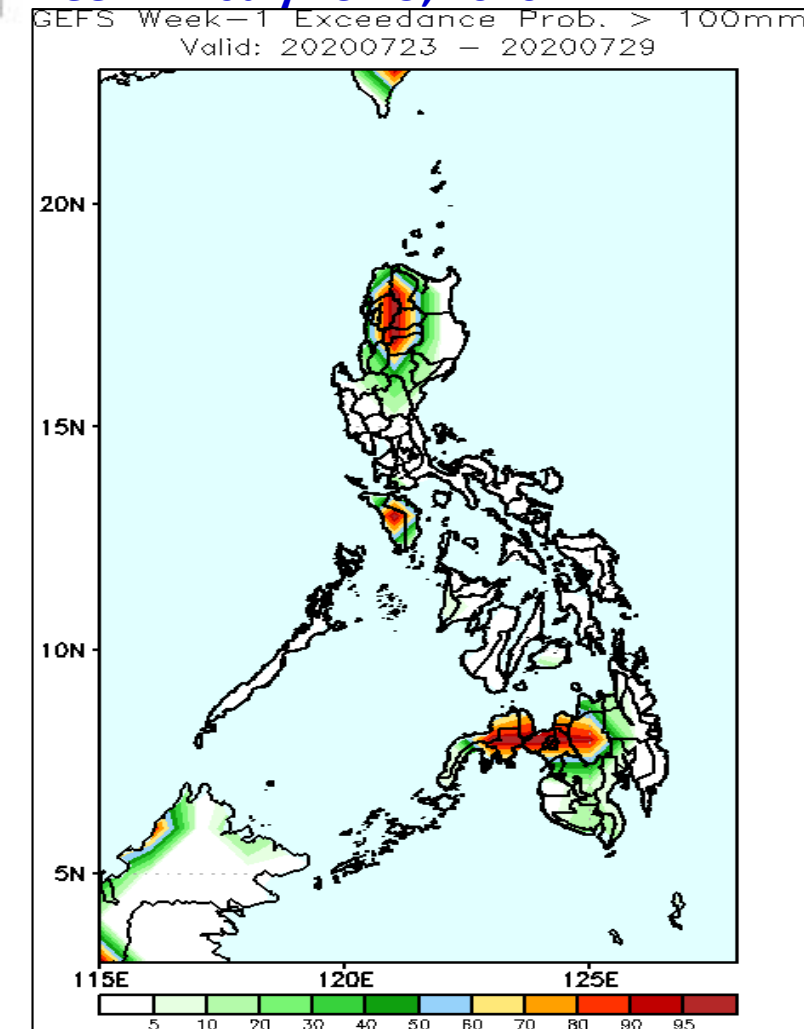 GEFS Week-1 Exceedance Prob. > 100mm
Valid: 20200723 - 20200729
20N
15N
10N
5N
115E 120E 125E
5 10 20 30 40 50 60 70 80 90 95